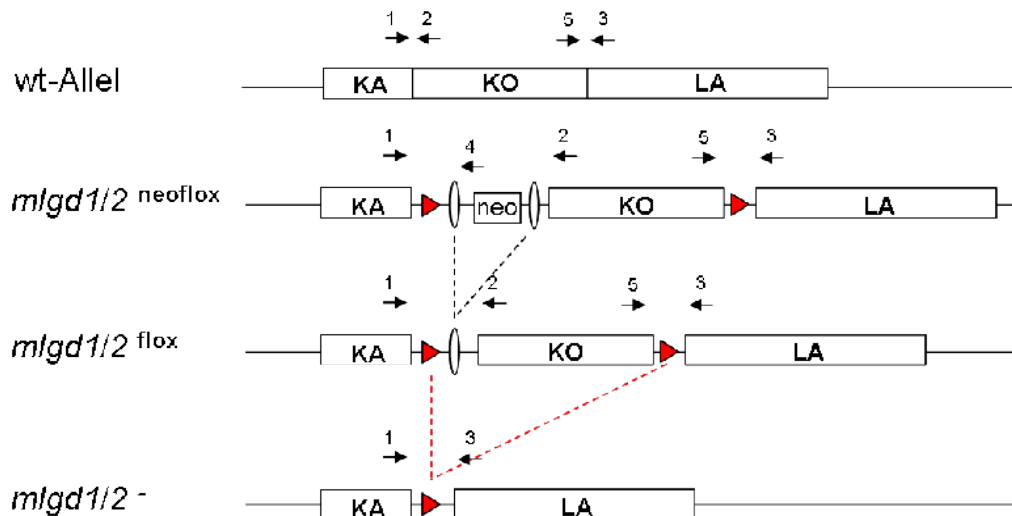 1 2 5 3
wt-Allel KA KO LA
1 4 2 5 3
mlgd1/2 neoflox KA neo KO LA
1 2 5 3
mlgd1/2 flox KA KO LA
1 3
mlgd1/2 - KA LA